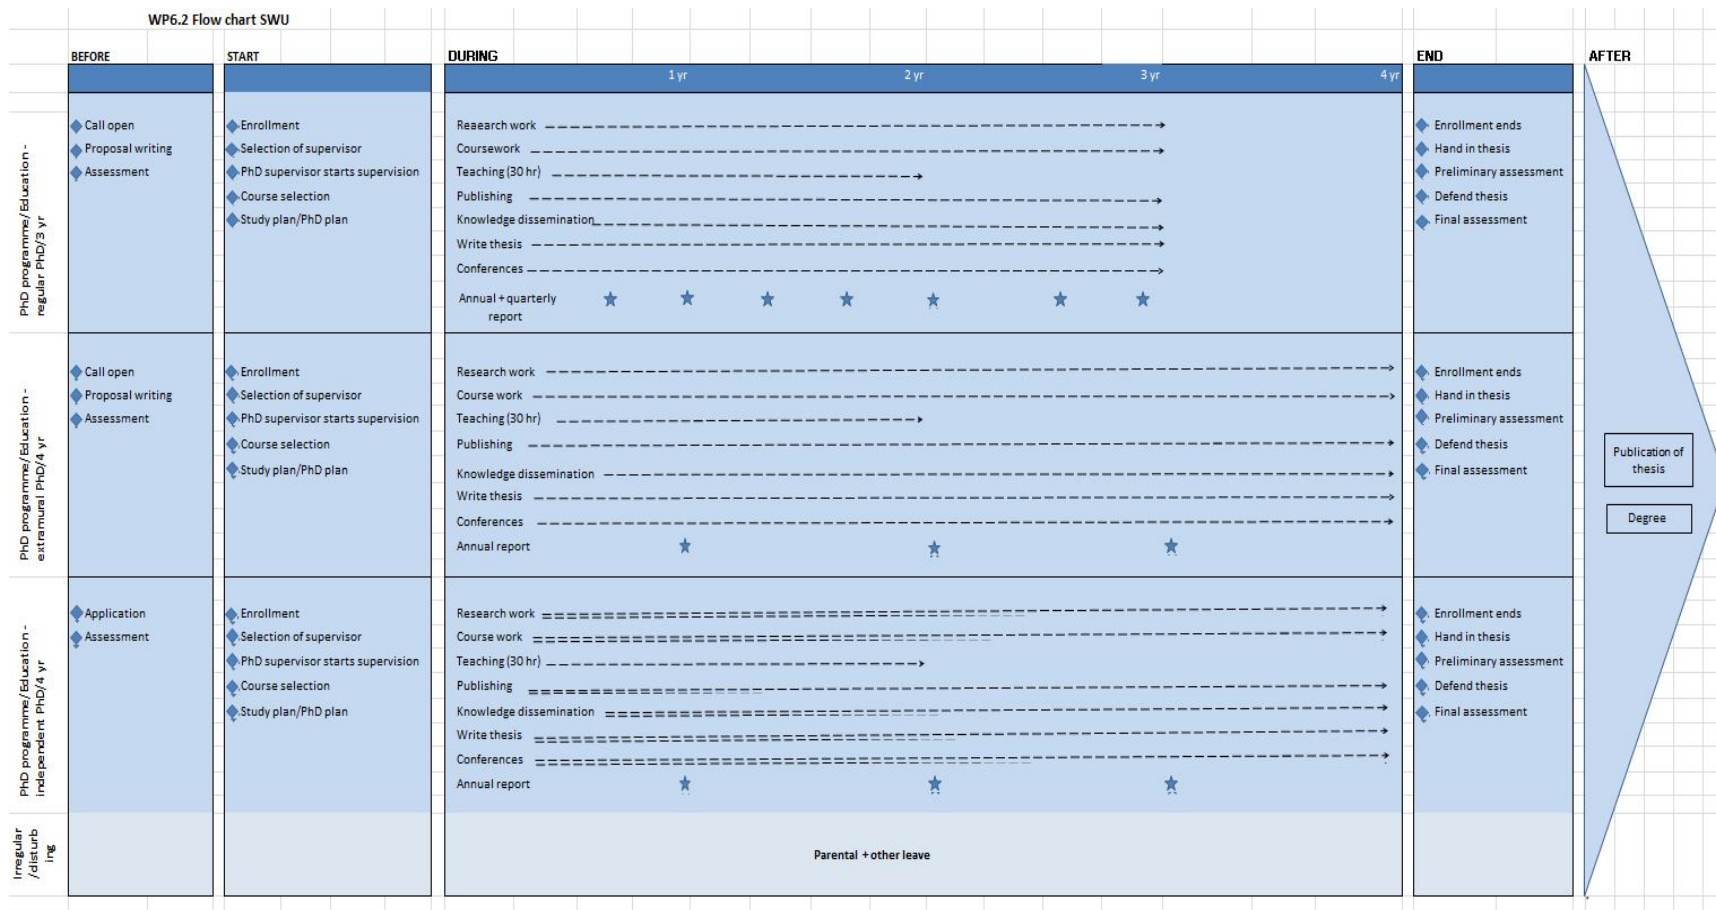 WP6.2 Flow chart SWU
BEFORE
START
DURING
END
AFTER
1 yr
2 yr
3 yr
4 yr
PhD programme/Education -
regular PhD/3 yr
Call open
Proposal writing
Assessment
Enrollment
Selection of supervisor
PhD supervisor starts supervision
Course selection
Study plan/PhD plan
Reaearch work
Coursework
Teaching (30 hr)
Publishing
Knowledge dissemination
Write thesis
Conferences
Annual + quarterly
report
Enrollment ends
Hand in thesis
Preliminary assessment
Defend thesis
Final assessment
PhD programme/Education -
extramural PhD/4 yr
Call open
Proposal writing
Assessment
Enrollment
Selection of supervisor
PhD supervisor starts supervision
Course selection
Study plan/PhD plan
Research work
Course work
Teaching (30 hr)
Publishing
Knowledge dissemination
Write thesis
Conferences
Annual report
Enrollment ends
Hand in thesis
Preliminary assessment
Defend thesis
Final assessment
PhD programme/Education -
independent PhD/4 yr
Application
Assessment
Enrollment
Selection of supervisor
PhD supervisor starts supervision
Course selection
Study plan/PhD plan
Research work
Course work
Teaching (30 hr)
Publishing
Knowledge dissemination
Write thesis
Conferences
Annual report
Enrollment ends
Hand in thesis
Preliminary assessment
Defend thesis
Final assessment
Irregular
/disturb
ing
Parental + other leave
Publication of
thesis
Degree